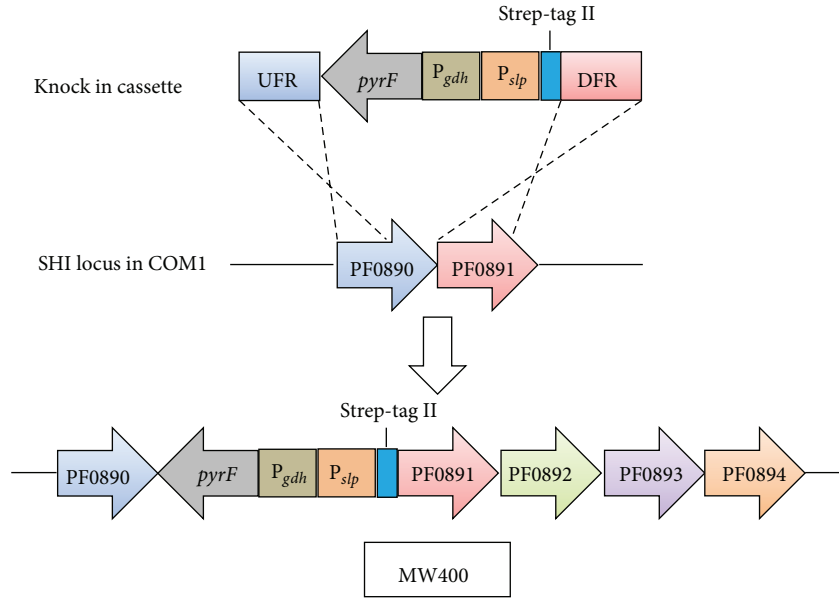 Strep-tag II
Knock in cassette
UFR
pyrF
Pgdh
Pslp
DFR
SHI locus in COM1
PF0890
PF0891
Strep-tag II
PF0890
pyrF
Pgdh
Pslp
PF0891
PF0892
PF0893
PF0894
MW400